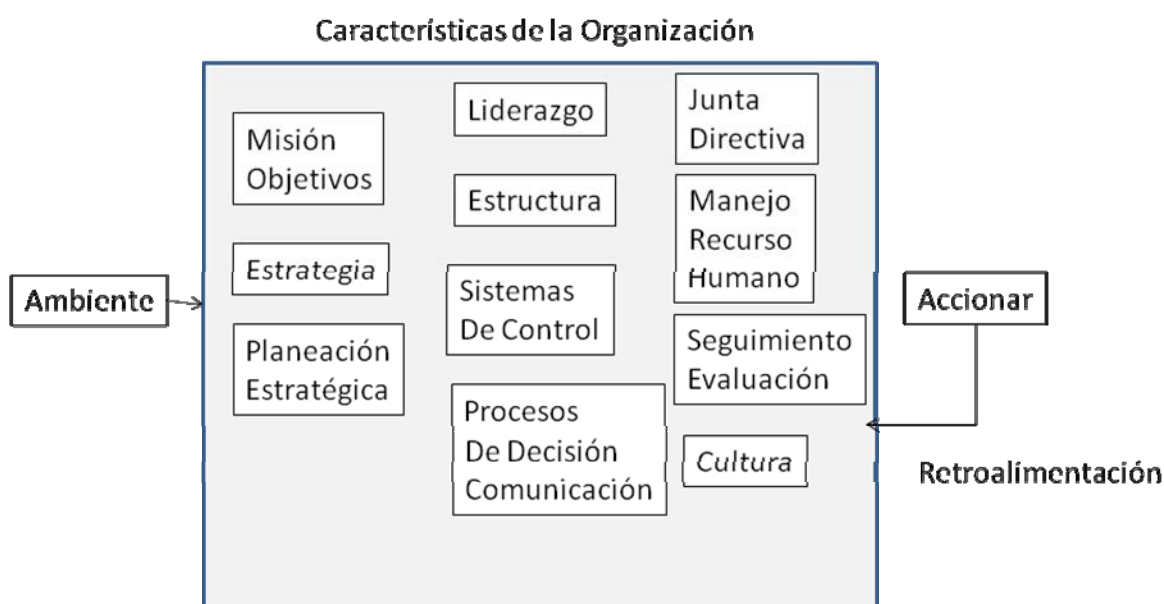 Características de la Organización
Ambiente
Misión
Objetivos
Estrategia
Planeación
Estratégica
Liderazgo
Estructura
Sistemas
De Control
Procesos
De Decisión
Comunicación
Junta
Directiva
Manejo
Recurso
Humano
Seguimiento
Evaluación
Cultura
Accionar
Retroalimentación